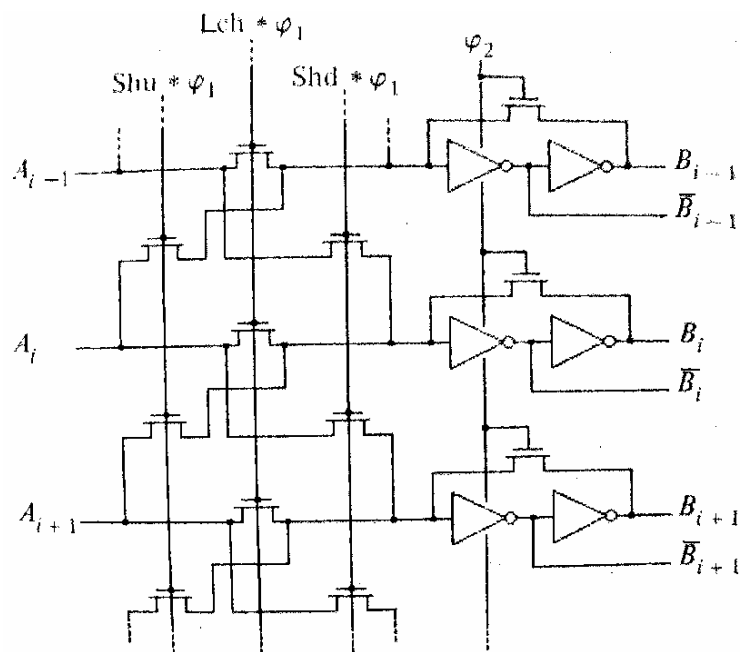 Lch * φ₁
φ₂
Shu * φ₁
Shd * φ₁
Aᵢ₋₁
Bᵢ₋₁
B̅ᵢ₋₁
Aᵢ
Bᵢ
B̅ᵢ
Aᵢ₊₁
Bᵢ₊₁
B̅ᵢ₊₁